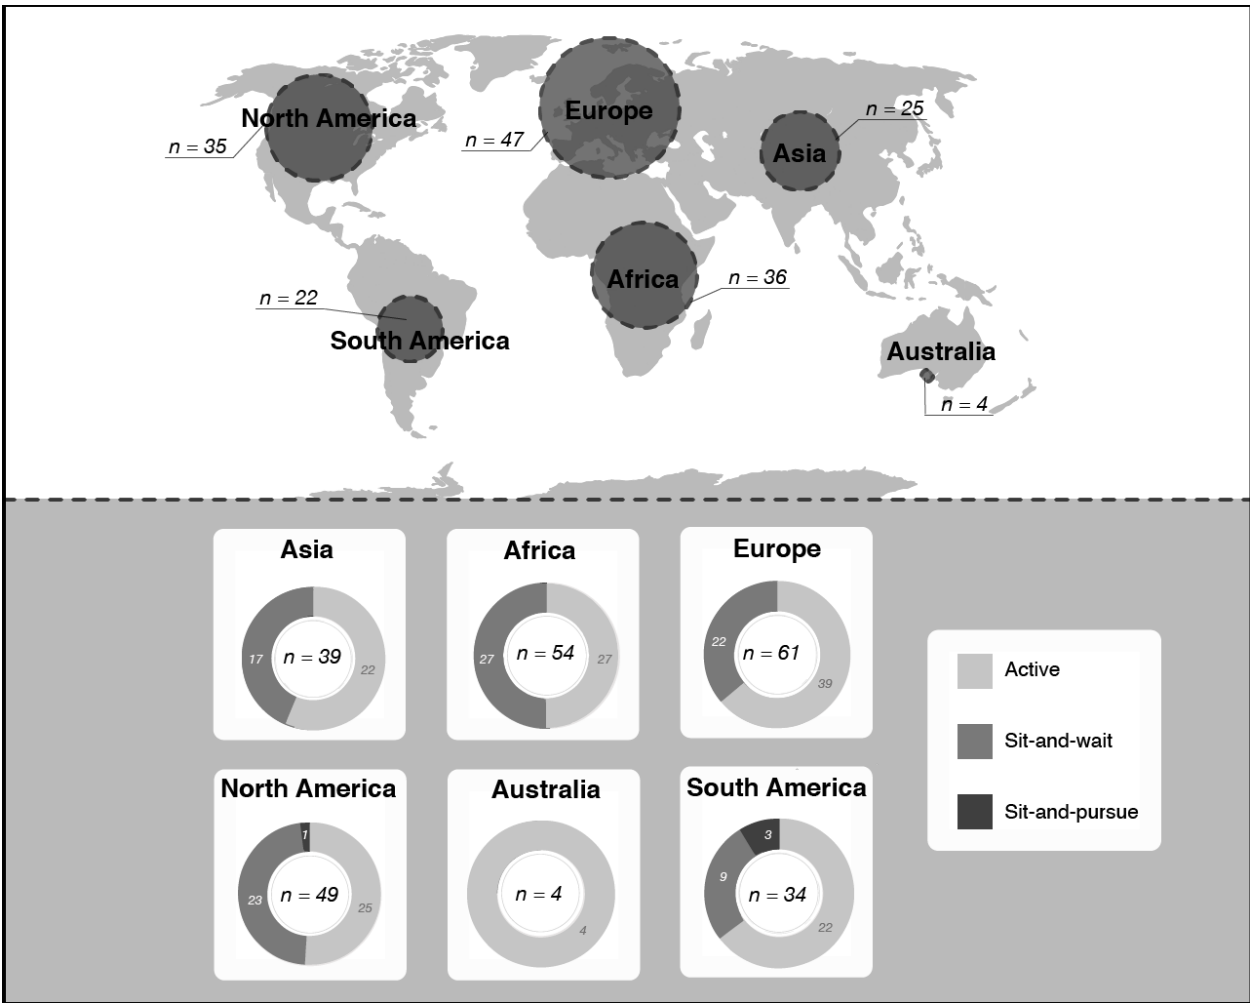 North America
n = 35
Europe
n = 47
n = 25
Asia
Africa
n = 36
n = 22
South America
Australia
n = 4
Asia
17
n = 39
22
Africa
27
n = 54
27
Europe
22
n = 61
39
North America
1
23
n = 49
25
Australia
n = 4
4
South America
3
9
n = 34
22
Active
Sit-and-wait
Sit-and-pursue